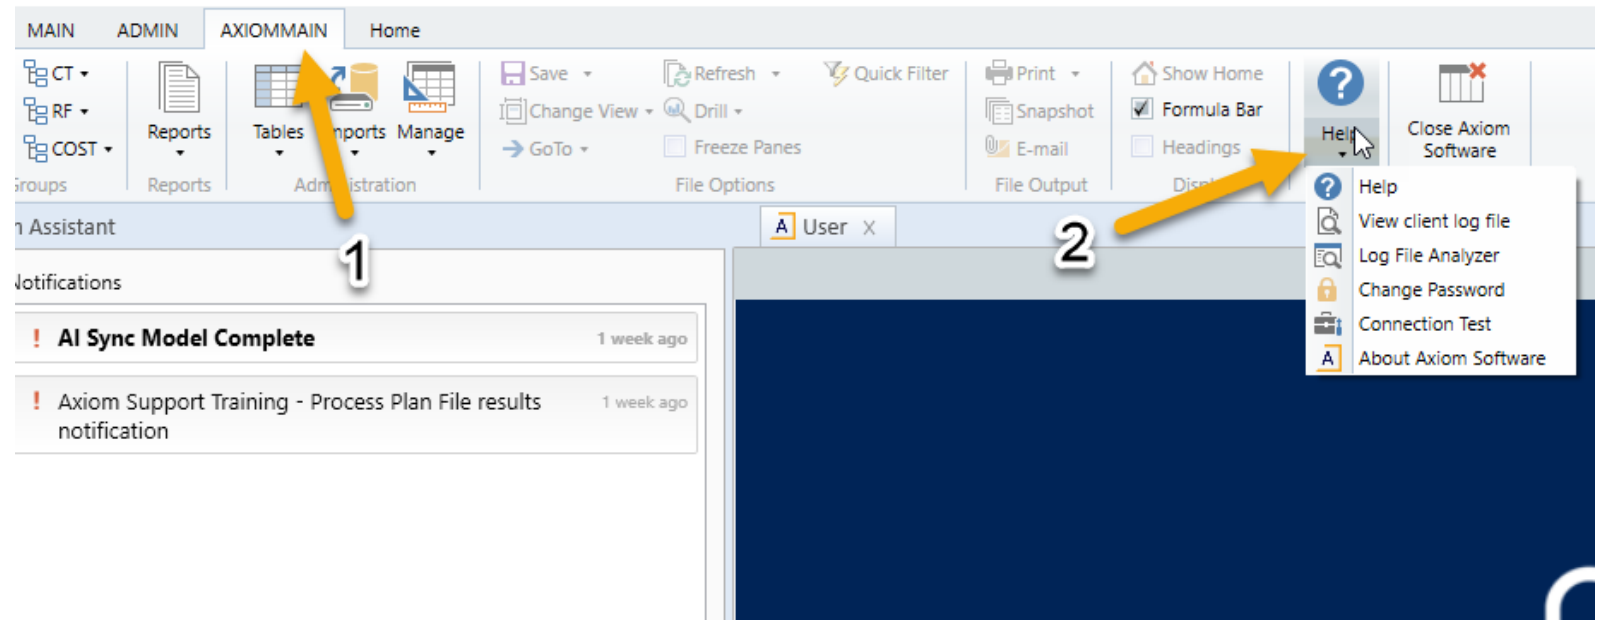 MAIN ADMIN AXIOMMAIN Home
CT
RF
COST
Reports
Tables
Manage
Save
Change View
GoTo
Refresh
Drill
Freeze Panes
Quick Filter
Print
Snapshot
E-mail
Show Home
Formula Bar
Headings
Help
Close Axiom
Software
Reports
File Options
File Output
Help
View client log file
Log File Analyzer
Change Password
Connection Test
About Axiom Software
Assistant
A User X
1
2
! AI Sync Model Complete 1 week ago
! Axiom Support Training - Process Plan File results 1 week ago
notification
A